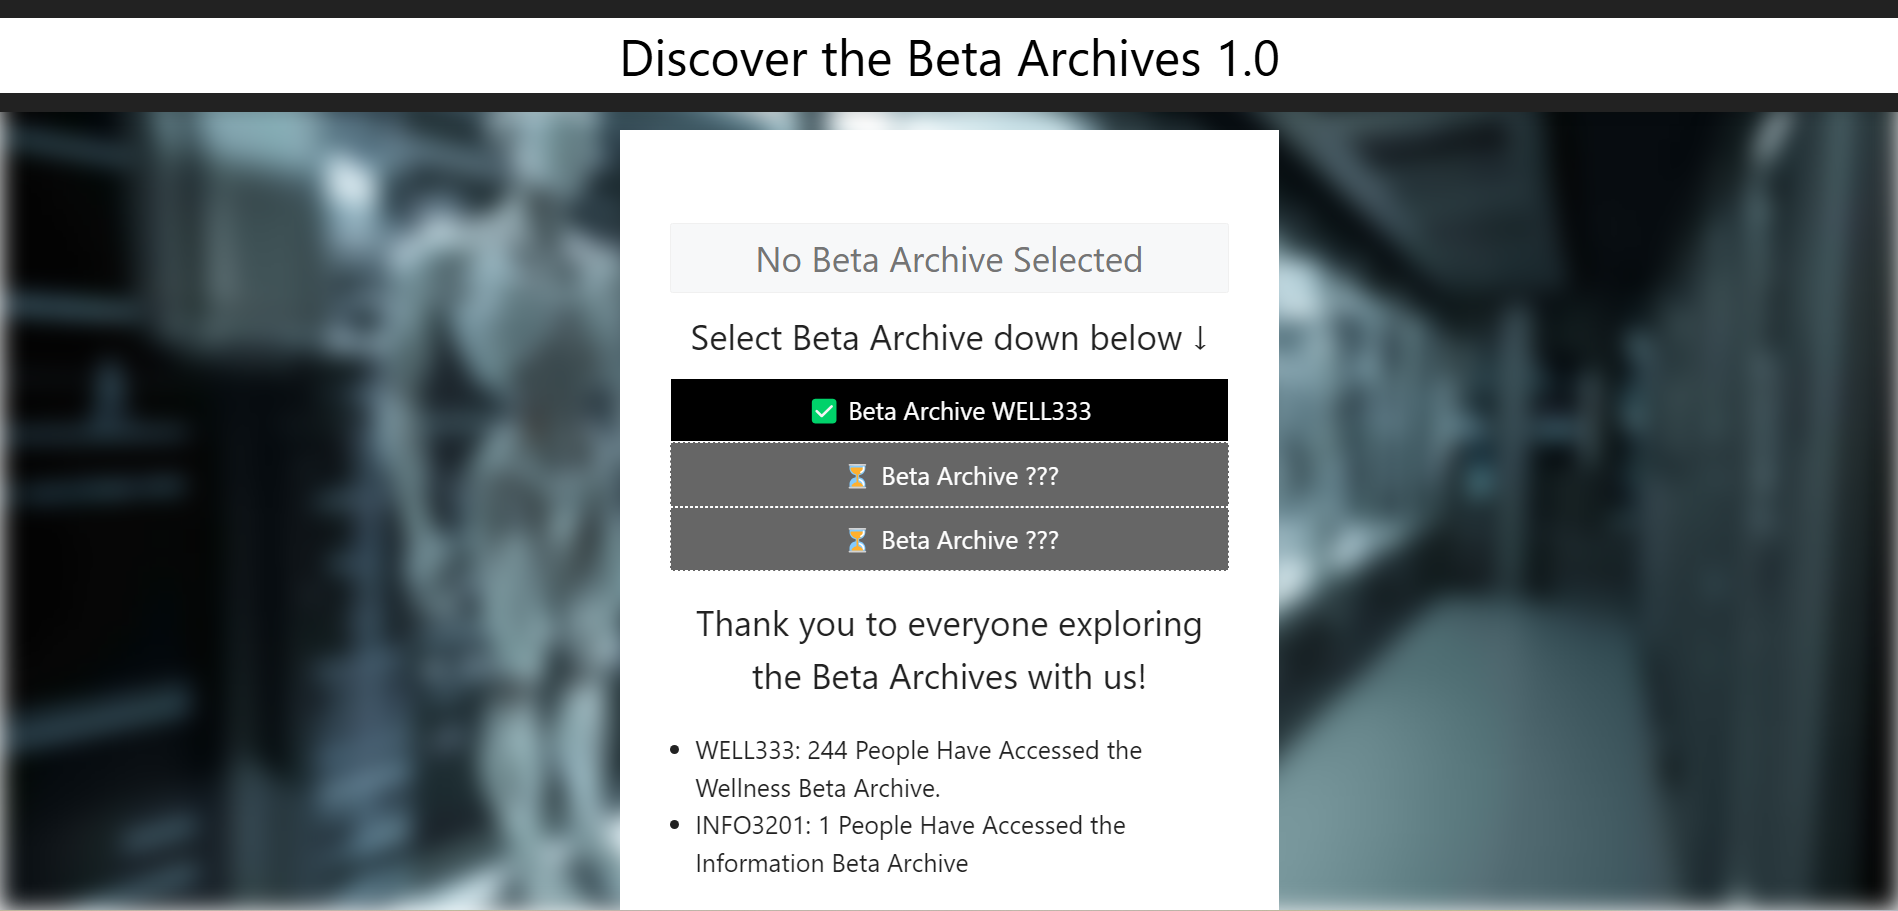 Discover the Beta Archives 1.0
No Beta Archive Selected
Select Beta Archive down below ↓
✅ Beta Archive WELL333
⏳ Beta Archive ???
⏳ Beta Archive ???
Thank you to everyone exploring
the Beta Archives with us!
• WELL333: 244 People Have Accessed the
Wellness Beta Archive.
• INFO3201: 1 People Have Accessed the
Information Beta Archive